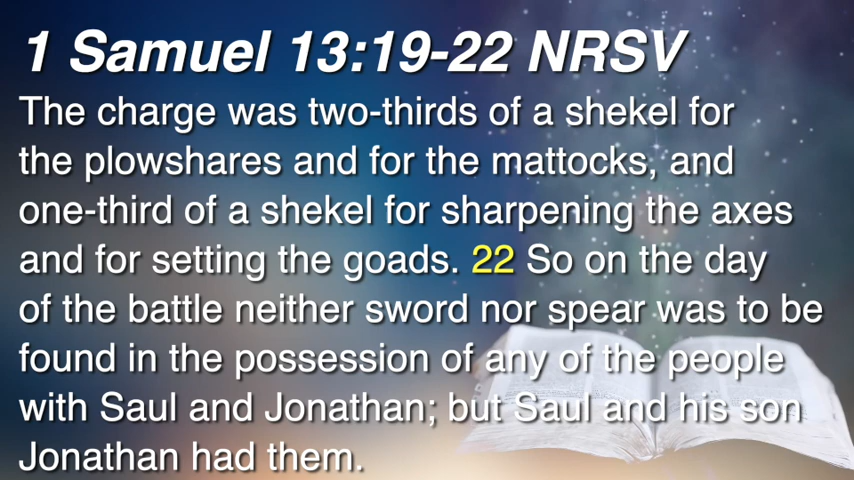 1 Samuel 13:19-22 NRSV
The charge was two-thirds of a shekel for
the plowshares and for the mattocks, and
one-third of a shekel for sharpening the axes
and for setting the goads. 22 So on the day
of the battle neither sword nor spear was to be
found in the possession of any of the people
with Saul and Jonathan; but Saul and his son
Jonathan had them.